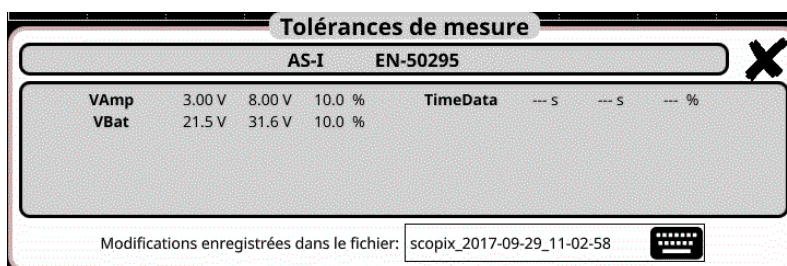 Tolérances de mesure
AS-I EN-50295
VAmp 3.00 V 8.00 V 10.0 % TimeData --- s --- s --- %
VBat 21.5 V 31.6 V 10.0 %
Modifications enregistrées dans le fichier: scopix_2017-09-29_11-02-58